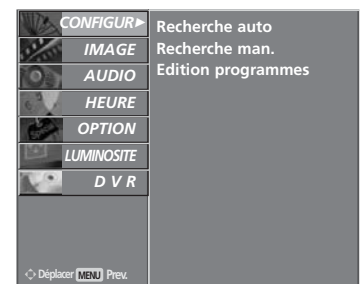 CONFIGUR▶
IMAGE
AUDIO
HEURE
OPTION
LUMINOSITE
D V R
Recherche auto
Recherche man.
Edition programmes
Déplacer MENU Prev.